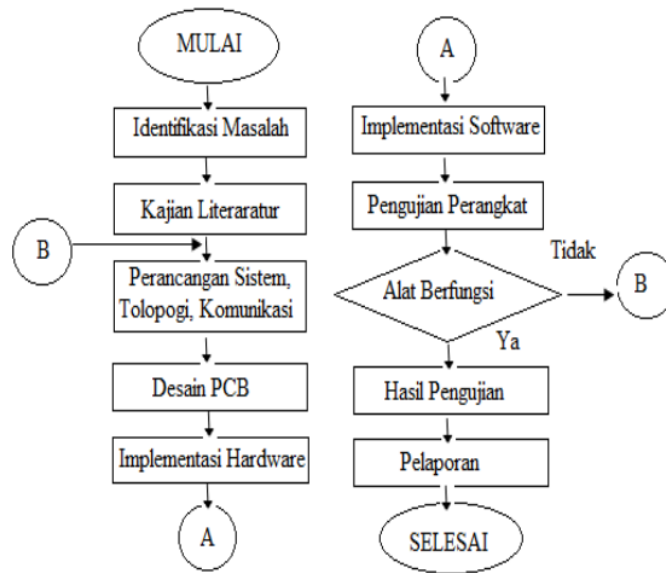 MULAI
Identifikasi Masalah
Kajian Literaratur
B
Perancangan Sistem,
Tolopogi, Komunikasi
Desain PCB
Implementasi Hardware
A
A
Implementasi Software
Pengujian Perangkat
Alat Berfungsi
Tidak
B
Ya
Hasil Pengujian
Pelaporan
SELESAI